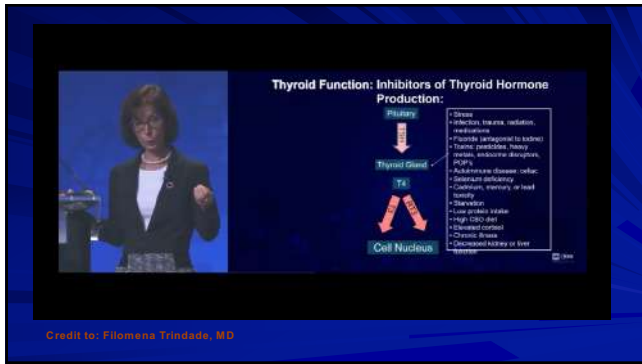 Thyroid Function: Inhibitors of Thyroid Hormone
Production:
Pituitary
TSH
Thyroid Gland
T4
T3
RT3
Cell Nucleus
• Stress
• Infection, trauma, radiation,
medications
• Fluoride (antagonist to iodine)
• Toxins: pesticides, heavy
metals, endocrine disruptors,
POP's
• Autoimmune disease: celiac
• Selenium deficiency
• Cadmium, mercury, or lead
toxicity
• Starvation
• Low protein intake
• High CHO diet
• Elevated cortisol
• Chronic illness
• Decreased kidney or liver
function
Credit to: Filomena Trindade, MD